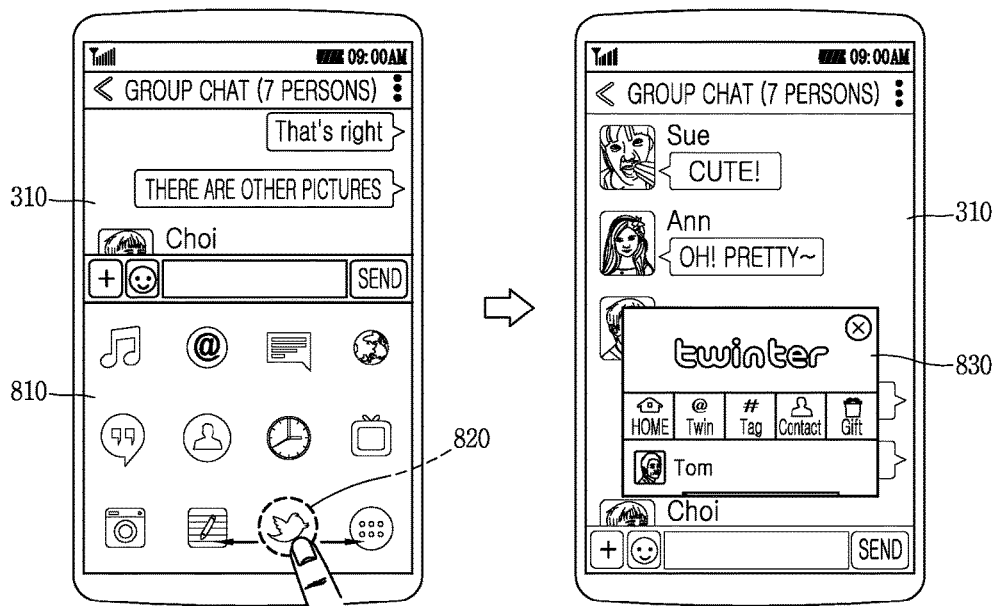 09:00AM
GROUP CHAT (7 PERSONS)
That's right
THERE ARE OTHER PICTURES
310
Choi
+
SEND
@
810
820
09:00AM
GROUP CHAT (7 PERSONS)
Sue
CUTE!
310
Ann
OH! PRETTY~
twinter
830
@
#
HOME
Twin
Tag
Contact
Gift
Tom
Choi
+
SEND